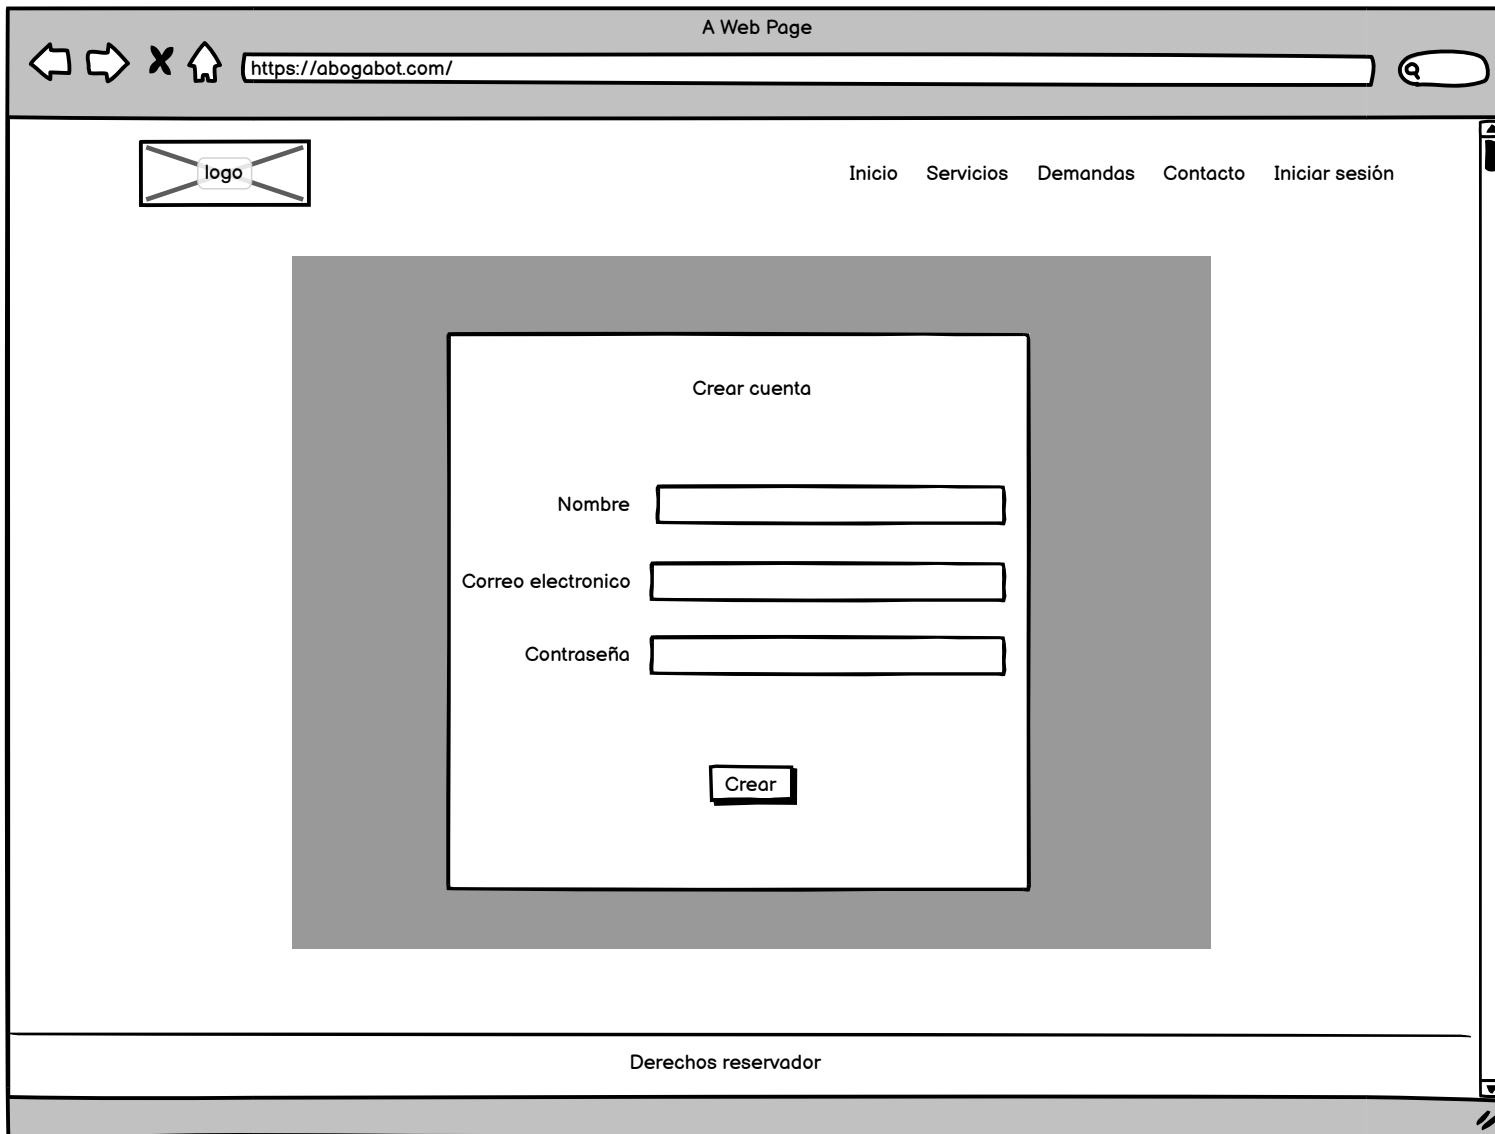 A Web Page
https://abogabot.com/
logo
Inicio Servicios Demandas Contacto Iniciar sesión
Crear cuenta
Nombre
Correo electronico
Contraseña
Crear
Derechos reservador